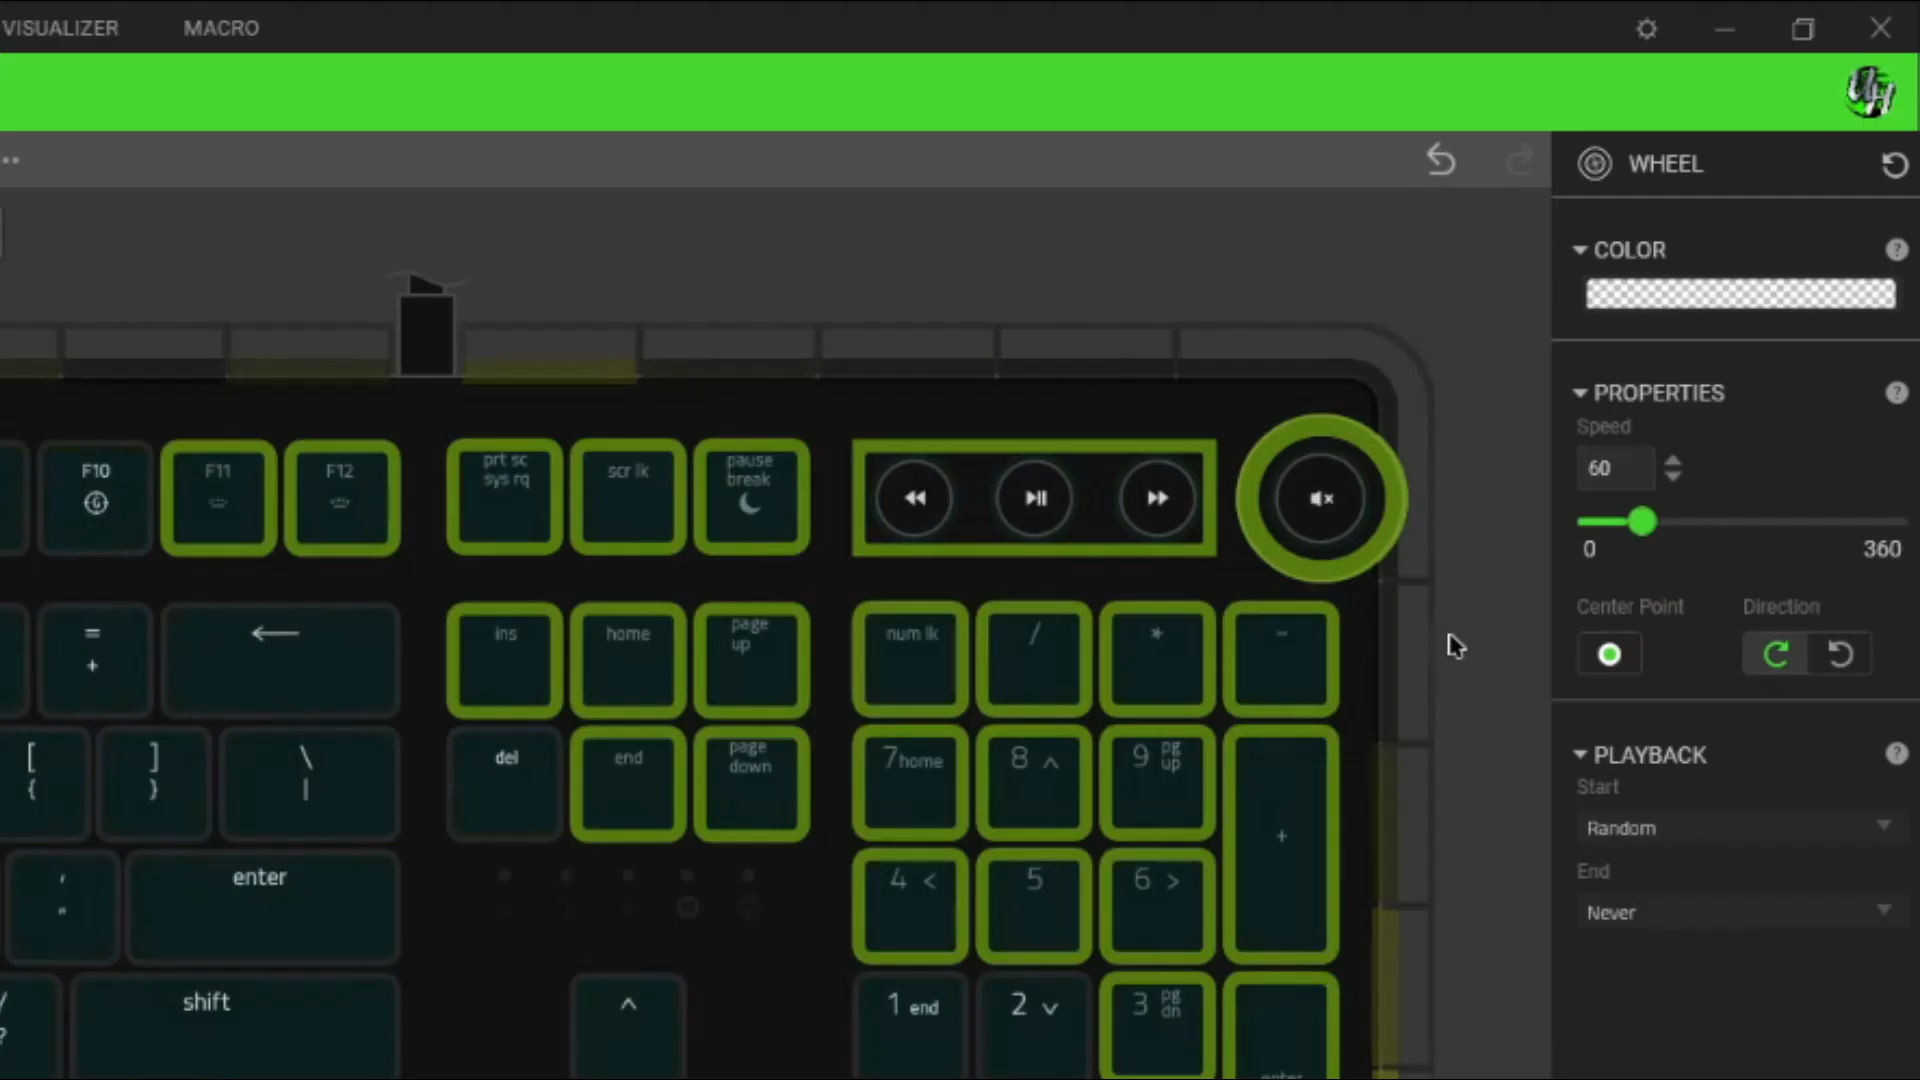 VISUALIZER MACRO
WHEEL
COLOR
PROPERTIES
Speed
60
0 360
Center Point Direction
PLAYBACK
Start
Random
End
Never
F10 F11 F12
prt sc
sys rq
scr lk
pause
break
=
+
ins home page
up
num lk / * -
[
{
]
}
\
|
del end page
down
7 home 8 ^ 9 pg
up
+
'
"
enter
4 < 5 6 >
/
?
shift
^
1 end 2 v 3 pg
dn